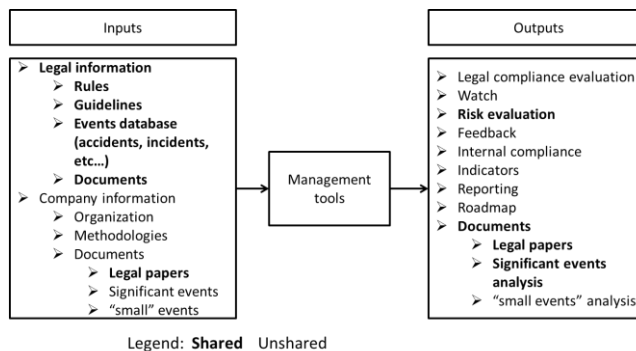 Inputs
Legal information
Rules
Guidelines
Events database
(accidents, incidents,
etc…)
Documents
Company information
Organization
Methodologies
Documents
Legal papers
Significant events
“small” events
Management
tools
Outputs
Legal compliance evaluation
Watch
Risk evaluation
Feedback
Internal compliance
Indicators
Reporting
Roadmap
Documents
Legal papers
Significant events
analysis
“small events” analysis
Legend: Shared Unshared